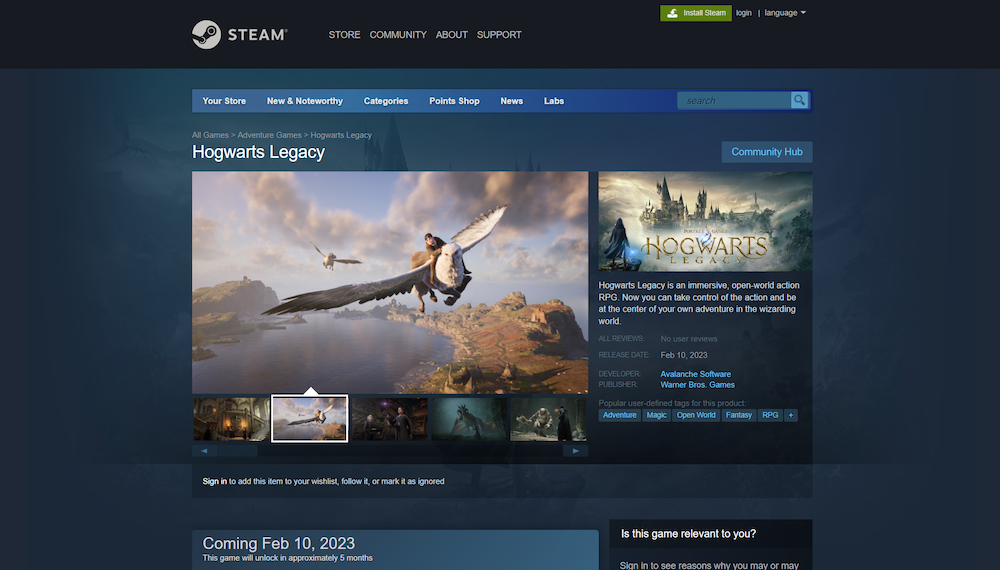 Install Steam login | language
STEAM®
STORE COMMUNITY ABOUT SUPPORT
Your Store New & Noteworthy Categories Points Shop News Labs search
All Games > Adventure Games > Hogwarts Legacy
Hogwarts Legacy
Community Hub
PORTKEY GAMES
HOGWARTS
LEGACY
Hogwarts Legacy is an immersive, open-world action
RPG. Now you can take control of the action and be
at the center of your own adventure in the wizarding
world.
ALL REVIEWS: No user reviews
RELEASE DATE: Feb 10, 2023
DEVELOPER: Avalanche Software
PUBLISHER: Warner Bros. Games
Popular user-defined tags for this product:
Adventure Magic Open World Fantasy RPG +
Sign in to add this item to your wishlist, follow it, or mark it as ignored
Coming Feb 10, 2023
This game will unlock in approximately 5 months
Is this game relevant to you?
Sign in to see reasons why you may or may